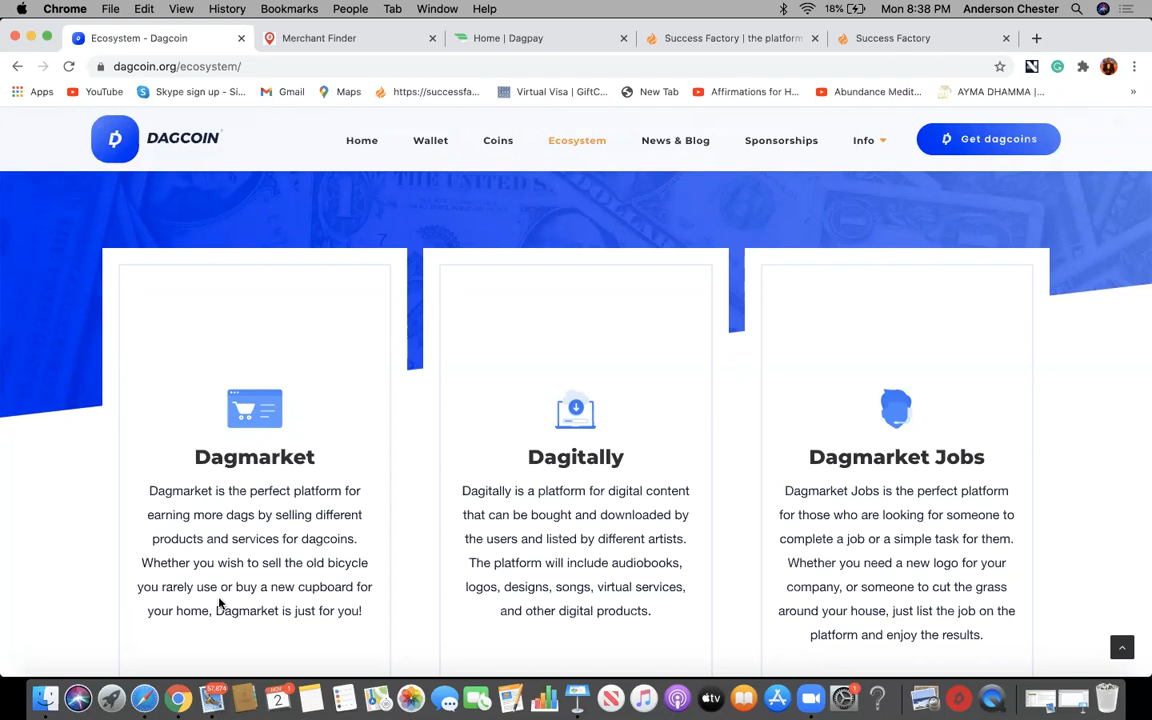 Chrome File Edit View History Bookmarks People Tab Window Help 18% Mon 8:38 PM Anderson Chester
Ecosystem - Dagcoin Merchant Finder Home | Dagpay Success Factory | the platform Success Factory
dagcoin.org/ecosystem/
Apps YouTube Skype sign up - Si... Gmail Maps https://successfa... Virtual Visa | GiftC... New Tab Affirmations for H... Abundance Medit... AYMA DHAMMA |... »
DAGCOIN Home Wallet Coins Ecosystem News & Blog Sponsorships Info Get dagcoins
THE UNITED S
Dagmarket
Dagmarket is the perfect platform for
earning more dags by selling different
products and services for dagcoins.
Whether you wish to sell the old bicycle
you rarely use or buy a new cupboard for
your home, Dagmarket is just for you!
Dagitally
Dagitally is a platform for digital content
that can be bought and downloaded by
the users and listed by different artists.
The platform will include audiobooks,
logos, designs, songs, virtual services,
and other digital products.
Dagmarket Jobs
Dagmarket Jobs is the perfect platform
for those who are looking for someone to
complete a job or a simple task for them.
Whether you need a new logo for your
company, or someone to cut the grass
around your house, just list the job on the
platform and enjoy the results.
57,874 NOV 2 1 tv 1